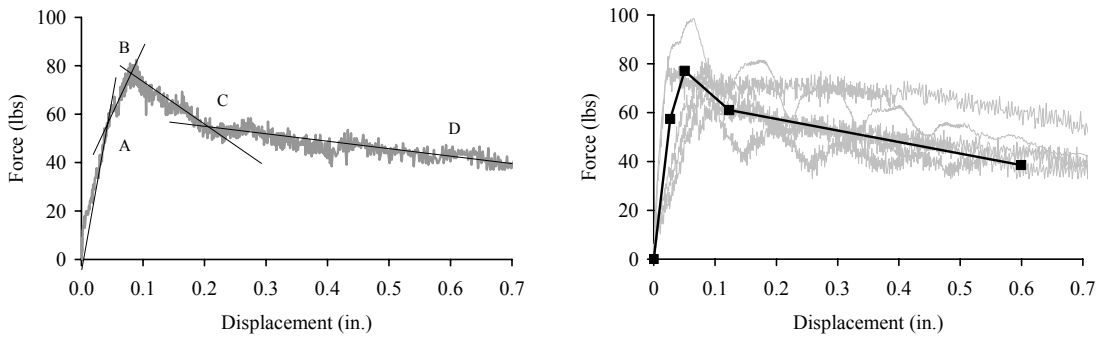 100
80
60
40
20
0
Force (lbs)
B
A
C
D
0.0 0.1 0.2 0.3 0.4 0.5 0.6 0.7
Displacement (in.)
100
80
60
40
20
0
Force (lbs)
0 0.1 0.2 0.3 0.4 0.5 0.6 0.7
Displacement (in.)